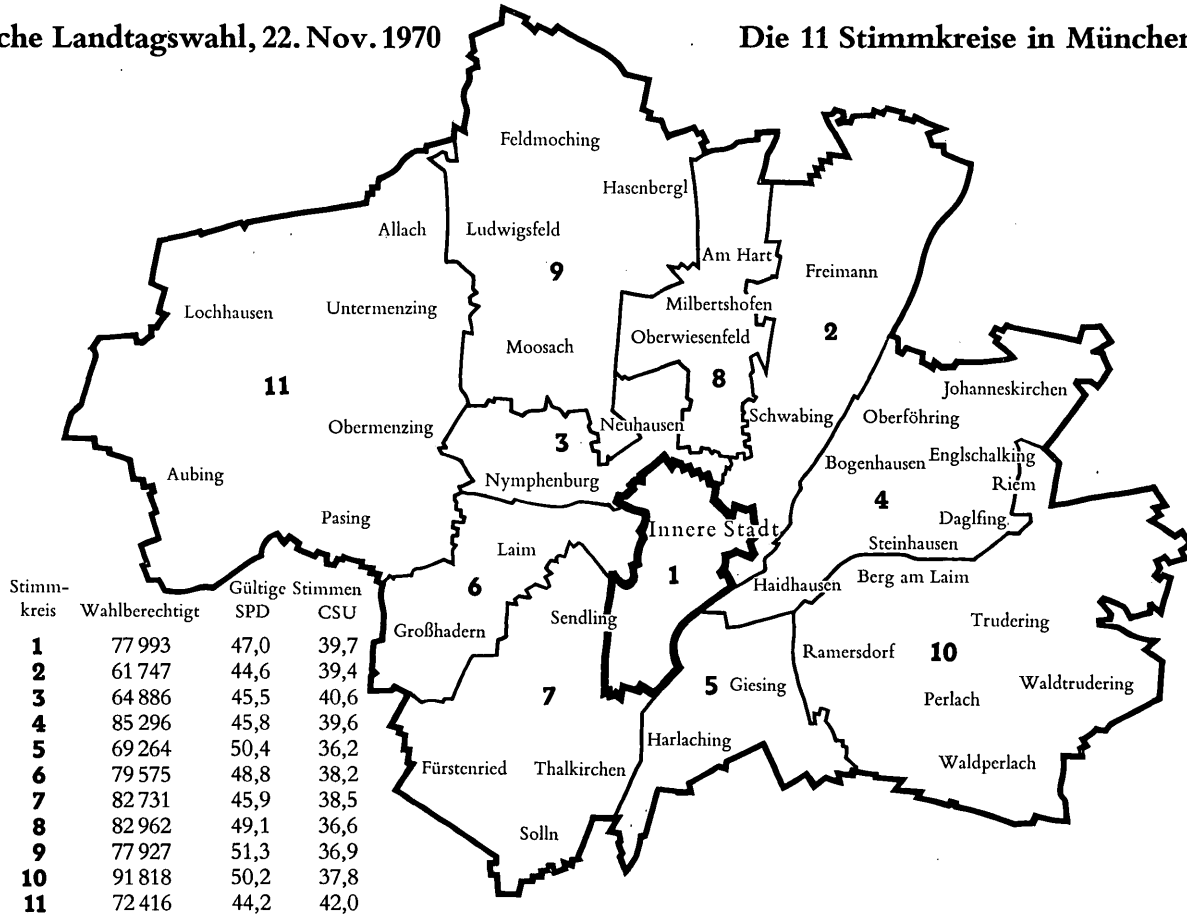 che Landtagswahl, 22. Nov. 1970
Die 11 Stimmkreise in München
Feldmoching
Hasenbergl
Allach
Ludwigsfeld
9
Am Hart
Freimann
Lochhausen
Untermenzing
Milbertshofen
Oberwiesenfeld
2
Moosach
8
11
Johanneskirchen
Obermenzing
Neuhausen
Schwabing
Oberföhring
3
Englschalking
Bogenhausen
Aubing
Nymphenburg
Riem
4
Pasing
Innere Stadt
Daglfing
Laim
Steinhausen
6
1
Haidhausen
Berg am Laim
Großhadern
Sendling
Trudering
Ramersdorf
10
7
5
Giesing
Waldtrudering
Perlach
Harlaching
Fürstenried
Thalkirchen
Waldperlach
Solln
Stimm-
kreis Wahlberechtigt Gültige Stimmen
SPD CSU
1 77 993 47,0 39,7
2 61 747 44,6 39,4
3 64 886 45,5 40,6
4 85 296 45,8 39,6
5 69 264 50,4 36,2
6 79 575 48,8 38,2
7 82 731 45,9 38,5
8 82 962 49,1 36,6
9 77 927 51,3 36,9
10 91 818 50,2 37,8
11 72 416 44,2 42,0